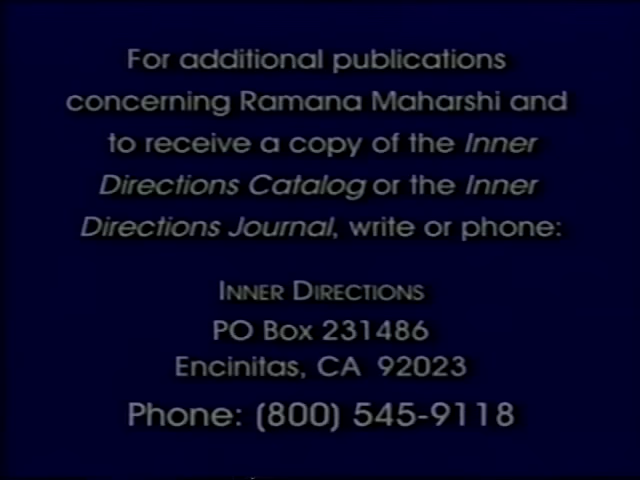 For additional publications
concerning Ramana Maharshi and
to receive a copy of the Inner
Directions Catalog or the Inner
Directions Journal, write or phone:
INNER DIRECTIONS
PO Box 231486
Encinitas, CA 92023
Phone: (800) 545-9118